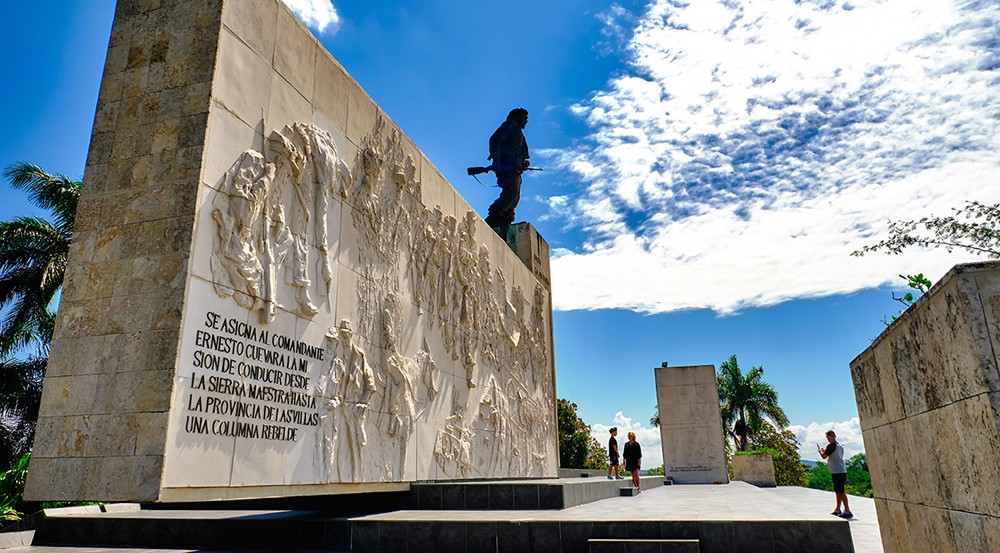 SE ASIGNA AL COMANDANTE
ERNESTO GUEVARA LA MI
SION DE CONDUCIR DESDE
LA SIERRA MAESTRA HASTA
LA PROVINCIA DE LAS VILLAS
UNA COLUMNA REBELDE